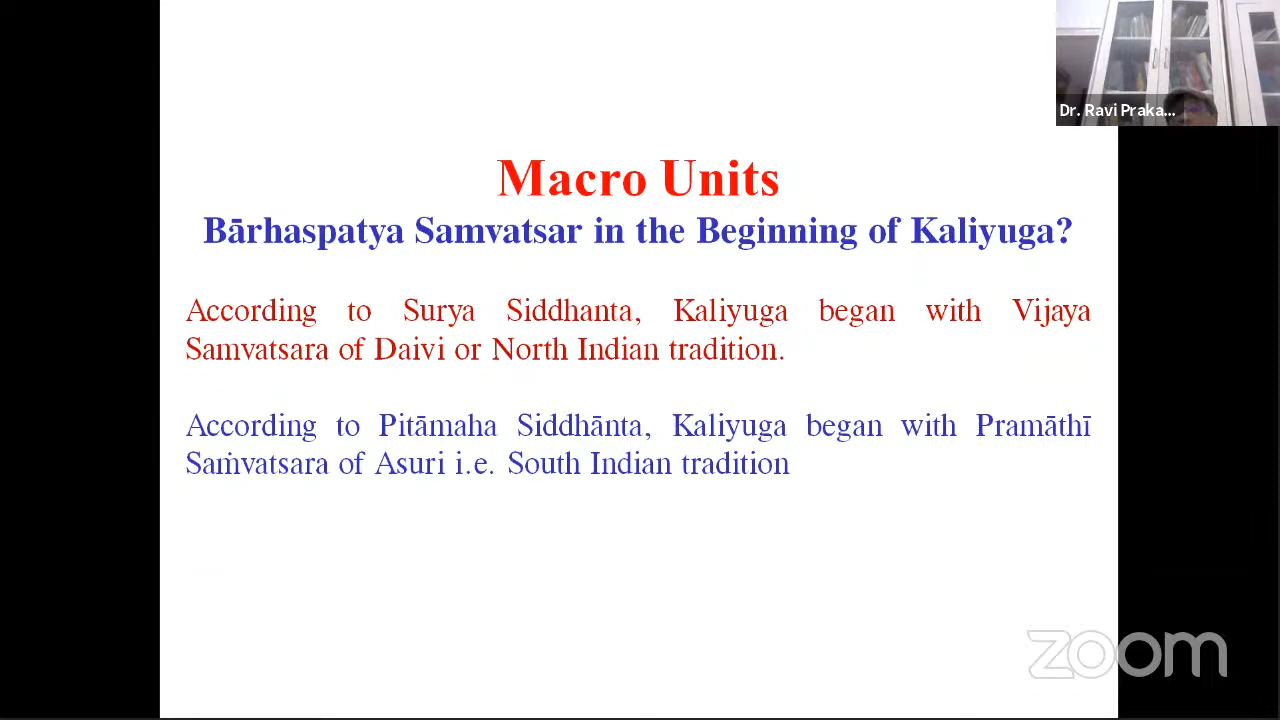 Dr. Ravi Praka...
Macro Units
Bārhaspatya Samvatsar in the Beginning of Kaliyuga?
According to Surya Siddhanta, Kaliyuga began with Vijaya
Samvatsara of Daivi or North Indian tradition.
According to Pitāmaha Siddhānta, Kaliyuga began with Pramāthī
Saṁvatsara of Asuri i.e. South Indian tradition
zoom